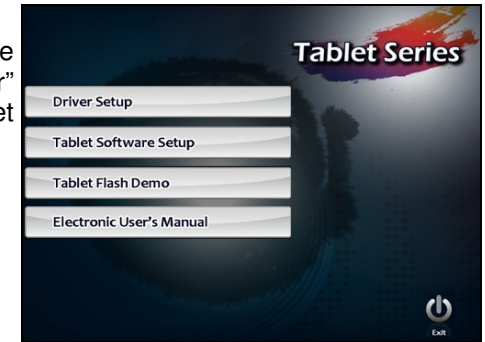 Tablet Series
Driver Setup
Tablet Software Setup
Tablet Flash Demo
Electronic User's Manual
Exit